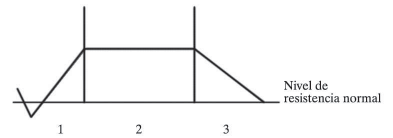 Nivel de
resistencia normal
1 2 3